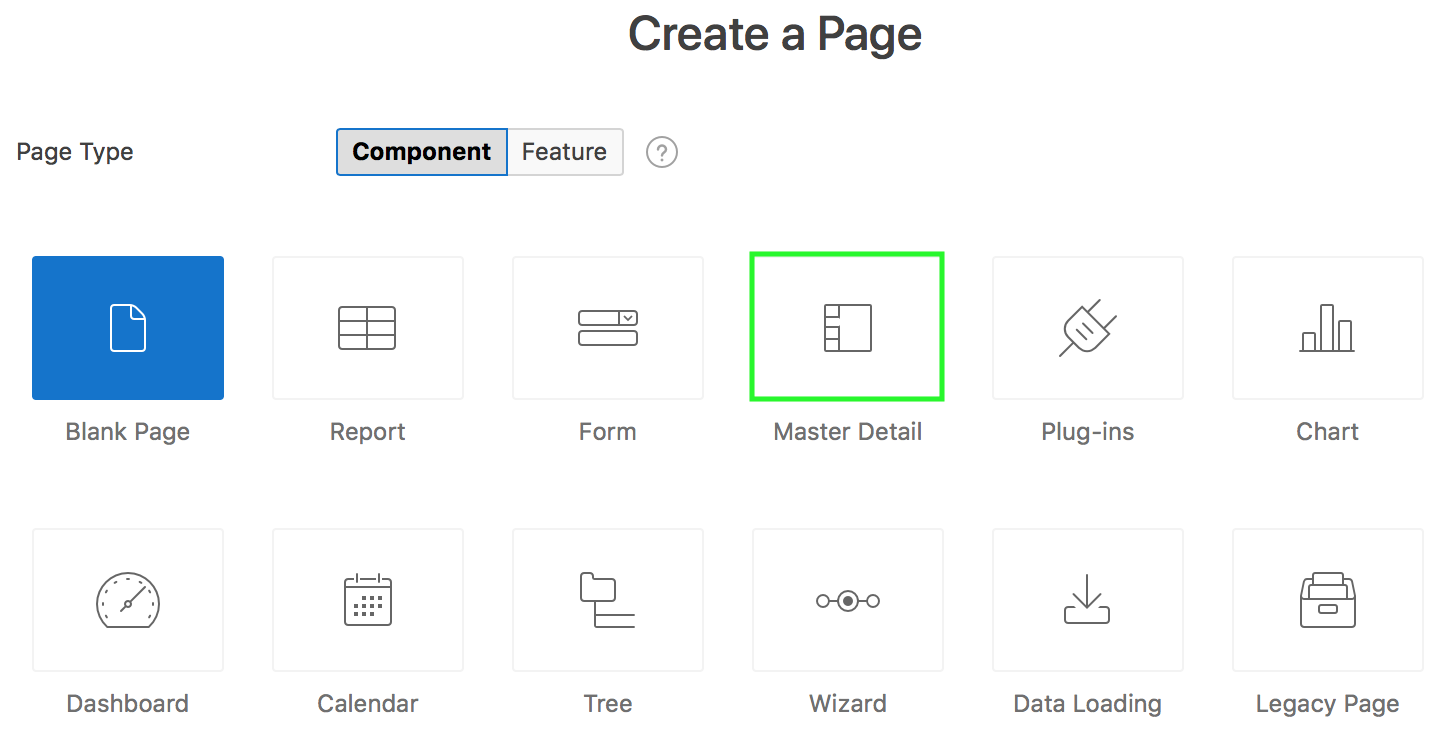 Create a Page
Page Type
Component Feature ?
Blank Page
Report
Form
Master Detail
Plug-ins
Chart
Dashboard
Calendar
Tree
Wizard
Data Loading
Legacy Page